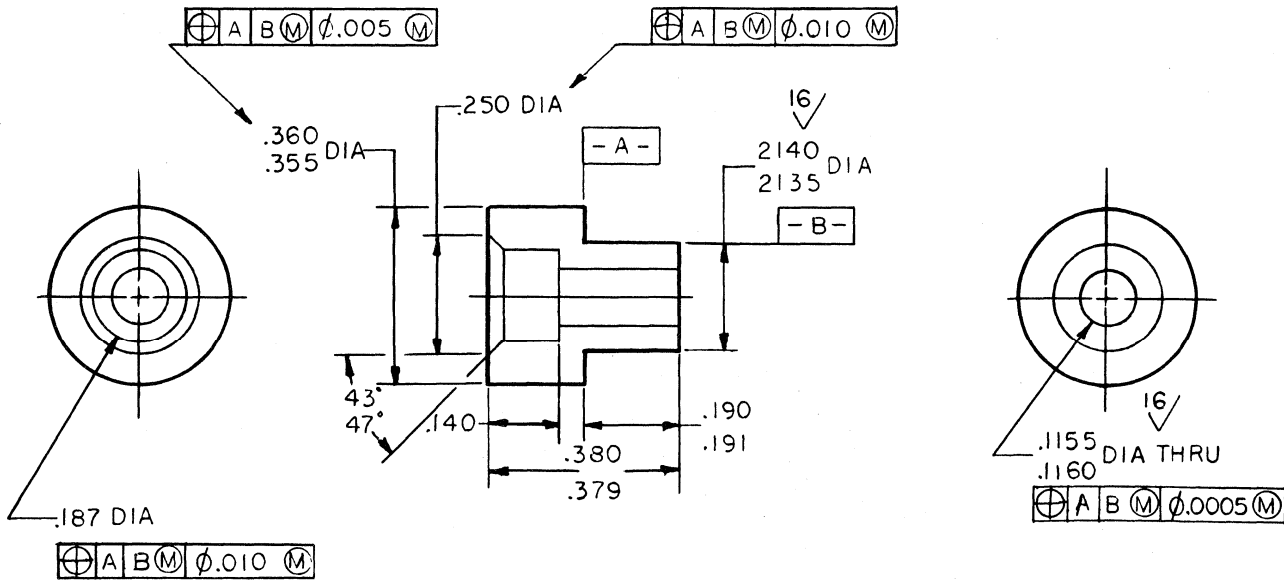 ⌖ A B Ⓜ ∅.005 Ⓜ
⌖ A B Ⓜ ∅.010 Ⓜ
.250 DIA
16
.360
.355 DIA
- A -
2140
2135 DIA
- B -
43°
47°
.140
.190
.191
.380
.379
16
.1155
.1160 DIA THRU
⌖ A B Ⓜ ∅.0005 Ⓜ
.187 DIA
⌖ A B Ⓜ ∅.010 Ⓜ